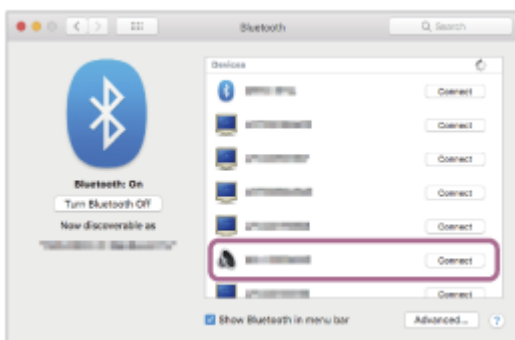 Bluetooth
Search
Devices
Connect
Connect
Connect
Connect
Connect
Connect
Connect
Bluetooth: On
Turn Bluetooth Off
Now discoverable as
Show Bluetooth in menu bar
Advanced...
?